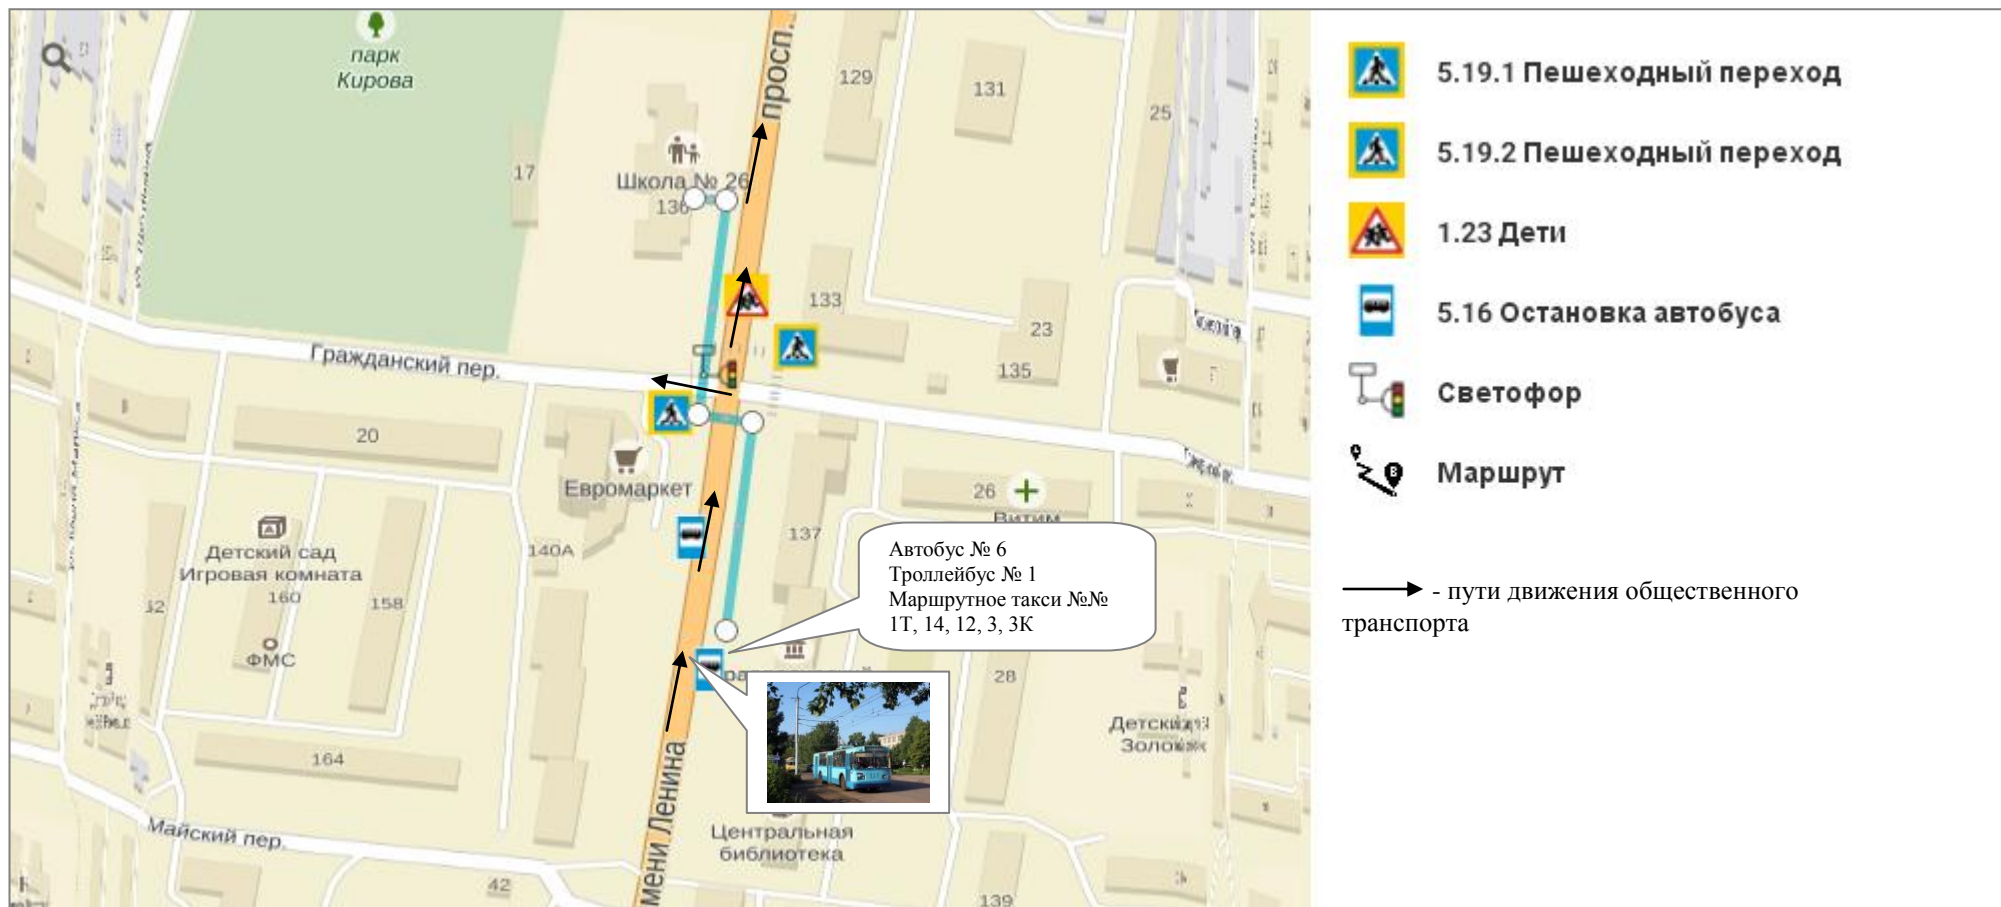 парк
Кирова
просп.
129
131
25
17
Школа № 26
136
133
23
135
Гражданский пер.
20
Евромаркет
26
Витим
137
140А
Детский сад
Игровая комната
160
158
ФМС
28
Детский
164
Майский пер.
мени Ленина
Центральная
библиотека
42
139
Автобус № 6
Троллейбус № 1
Маршрутное такси №№
1Т, 14, 12, 3, 3К
5.19.1 Пешеходный переход
5.19.2 Пешеходный переход
1.23 Дети
5.16 Остановка автобуса
Светофор
Маршрут
- пути движения общественного
транспорта